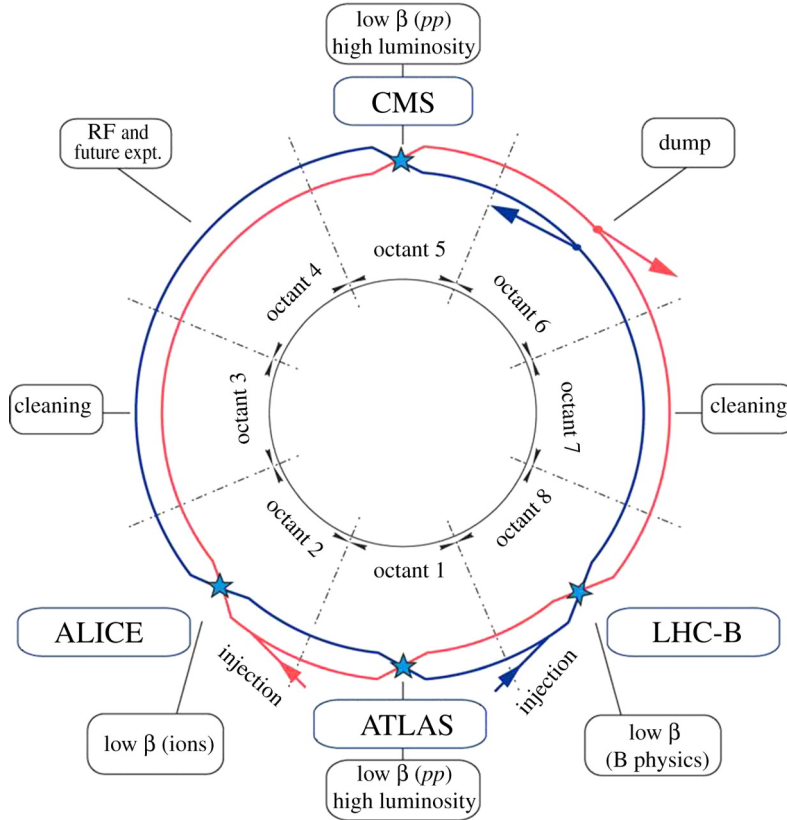 low β (pp)
high luminosity
CMS
RF and
future expt.
dump
octant 5
octant 4
octant 6
cleaning
octant 3
octant 7
cleaning
octant 2
octant 8
octant 1
ALICE
LHC-B
injection
injection
ATLAS
low β (ions)
low β
(B physics)
low β (pp)
high luminosity